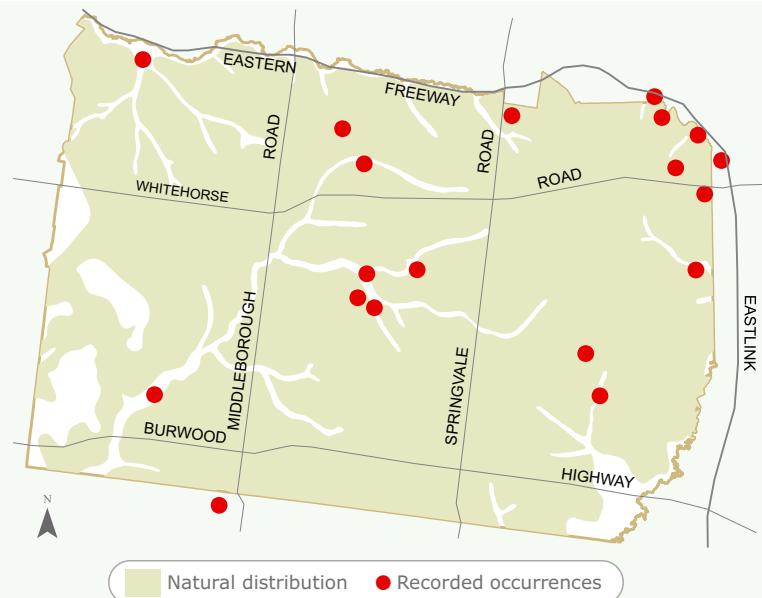 EASTERN
FREEWAY
ROAD
ROAD
WHITEHORSE
ROAD
MIDDLEBOROUGH
EASTLINK
SPRINGVALE
BURWOOD
HIGHWAY
N
Natural distribution
Recorded occurrences